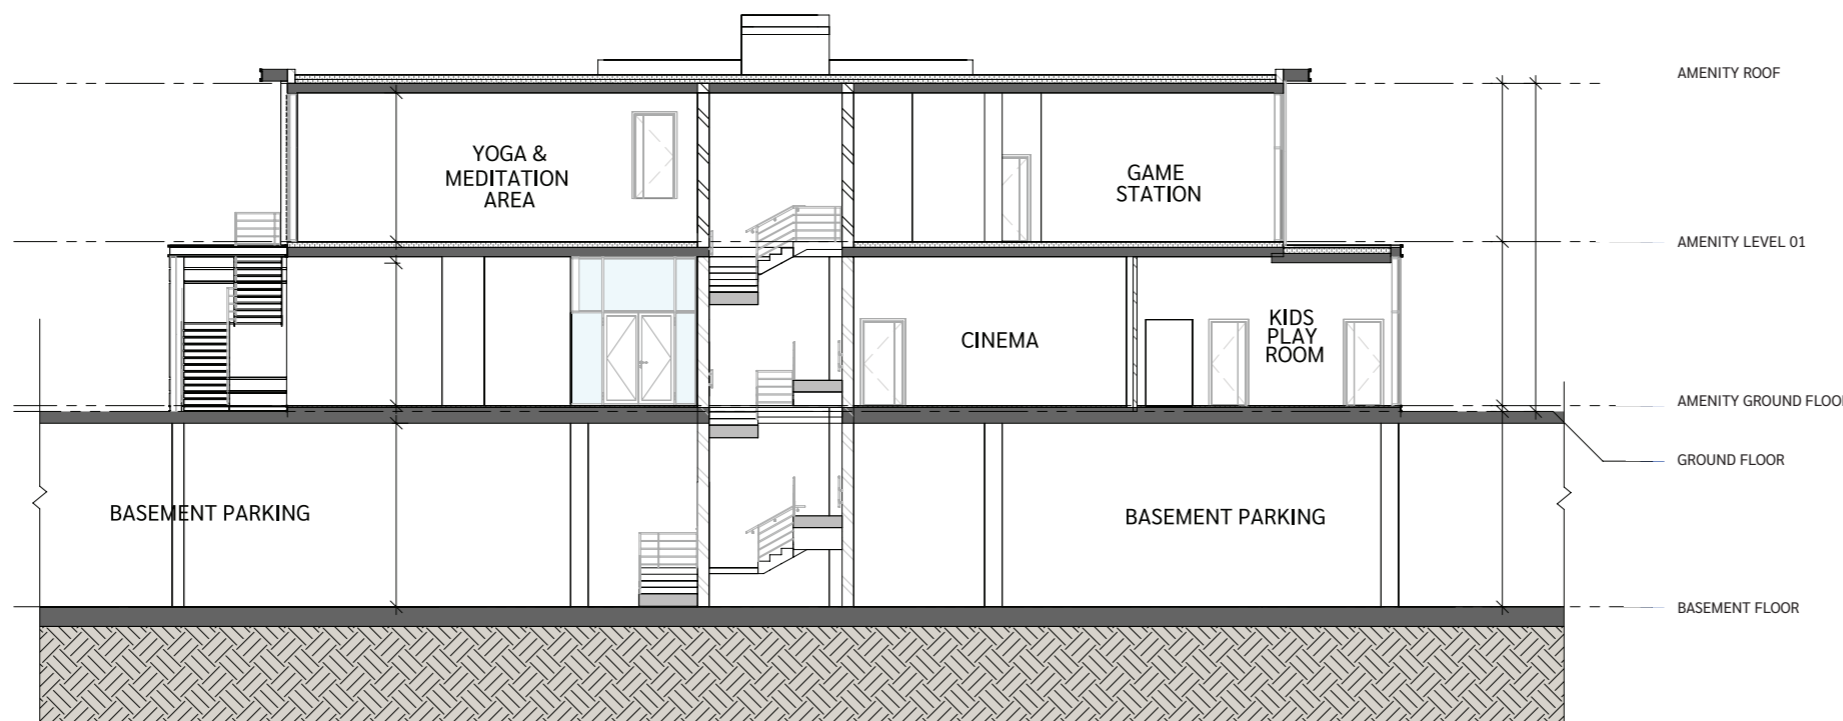 AMENITY ROOF
YOGA &
MEDITATION
AREA
GAME
STATION
AMENITY LEVEL 01
CINEMA
KIDS
PLAY
ROOM
AMENITY GROUND FLOOR
GROUND FLOOR
BASEMENT PARKING
BASEMENT PARKING
BASEMENT FLOOR